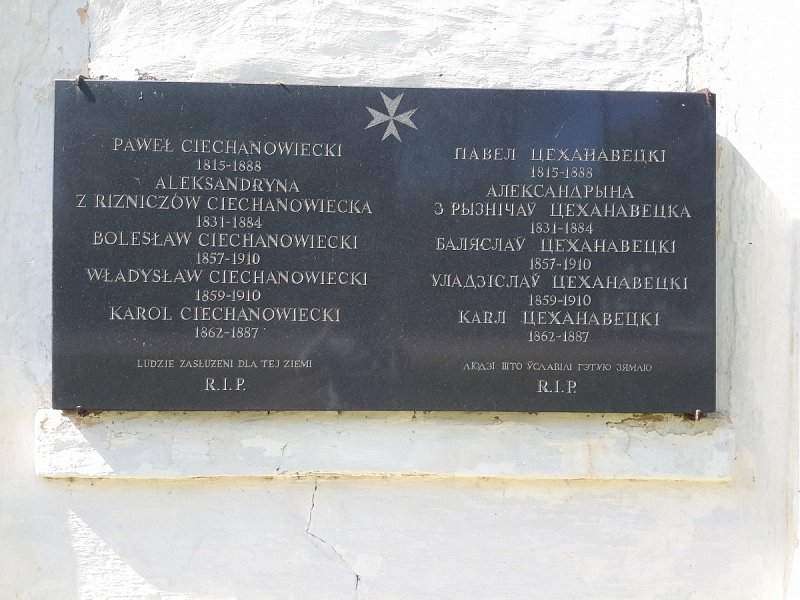 PAWEŁ CIECHANOWIECKI
1815-1888
ALEKSANDRYNA
Z RIZNICZÓW CIECHANOWIECKA
1831-1884
BOLESŁAW CIECHANOWIECKI
1857-1910
WŁADYSŁAW CIECHANOWIECKI
1859-1910
KAROL CIECHANOWIECKI
1862-1887
LUDZIE ZASŁUŻENI DLA TEJ ZIEMI
R.I.P.
ПАВЕЛ ЦЕХАНАВЕЦКІ
1815-1888
АЛЕКСАНДРЫНА
З РЫЗНІЧАЎ ЦЕХАНАВЕЦКА
1831-1884
БАЛЯСЛАЎ ЦЕХАНАВЕЦКІ
1857-1910
УЛАДЗІСЛАЎ ЦЕХАНАВЕЦКІ
1859-1910
КАРЛ ЦЕХАНАВЕЦКІ
1862-1887
ЛЮДЗІ ШТО ЎСЛАВІЛІ ГЭТУЮ ЗЯМЛЮ
R.I.P.